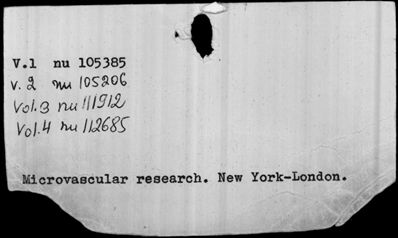 V.1 nu 105385
V. 2 nu 105206
Vol.3 nu 111912
Vol.4 nu 112685
Microvascular research. New York-London.